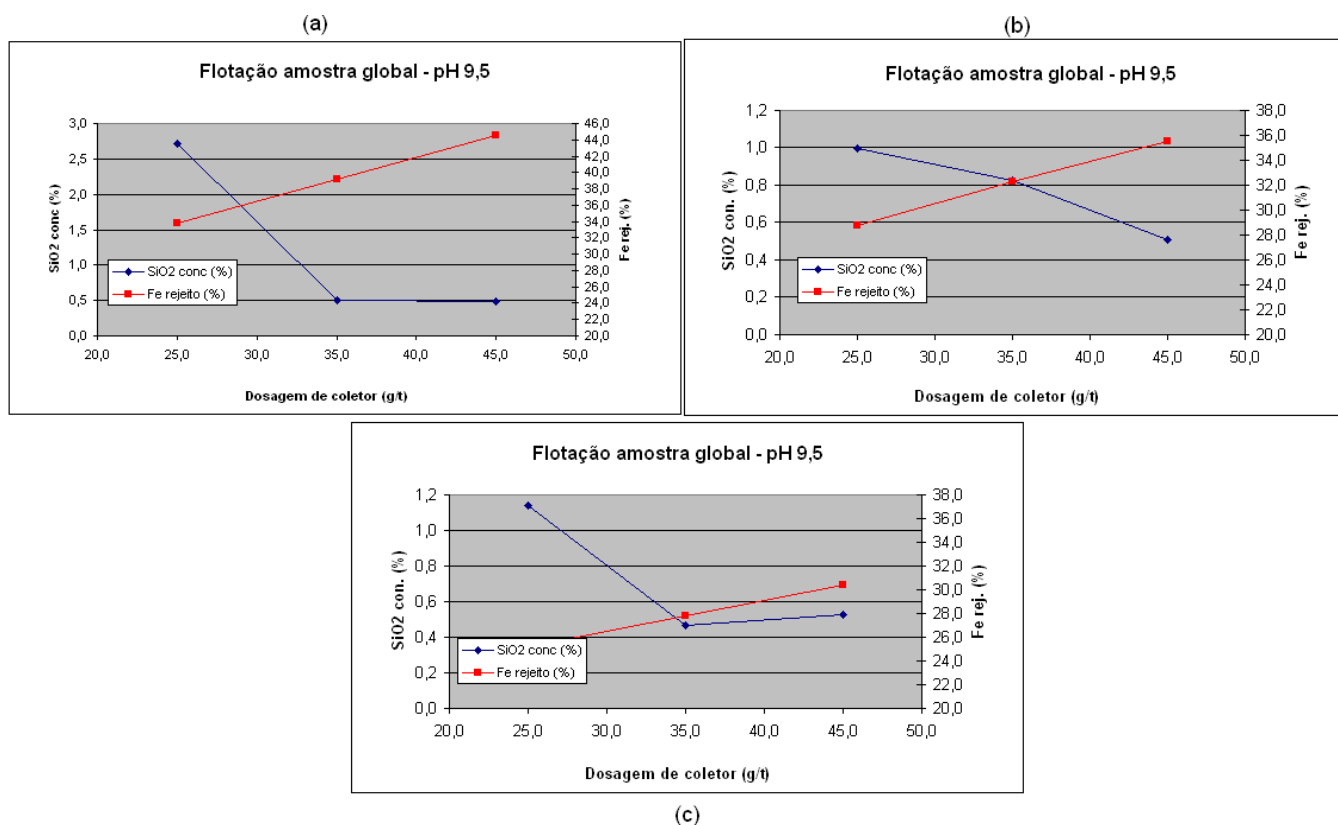 (a)
Flotação amostra global - pH 9,5
3,0
2,5
2,0
1,5
1,0
0,5
0,0
SiO2 conc (%)
46,0
44,0
42,0
40,0
38,0
36,0
34,0
32,0
30,0
28,0
26,0
24,0
22,0
20,0
Fe rej. (%)
SiO2 conc (%)
Fe rejeito (%)
20,0 25,0 30,0 35,0 40,0 45,0 50,0
Dosagem de coletor (g/t)
(b)
Flotação amostra global - pH 9,5
1,2
1,0
0,8
0,6
0,4
0,2
0,0
SiO2 con. (%)
38,0
36,0
34,0
32,0
30,0
28,0
26,0
24,0
22,0
20,0
Fe rej. (%)
SiO2 conc (%)
Fe rejeito (%)
20,0 25,0 30,0 35,0 40,0 45,0 50,0
Dosagem de coletor (g/t)
Flotação amostra global - pH 9,5
1,2
1,0
0,8
0,6
0,4
0,2
0,0
SiO2 con. (%)
38,0
36,0
34,0
32,0
30,0
28,0
26,0
24,0
22,0
20,0
Fe rej. (%)
SiO2 conc (%)
Fe rejeito (%)
20,0 25,0 30,0 35,0 40,0 45,0 50,0
Dosagem de coletor (g/t)
(c)